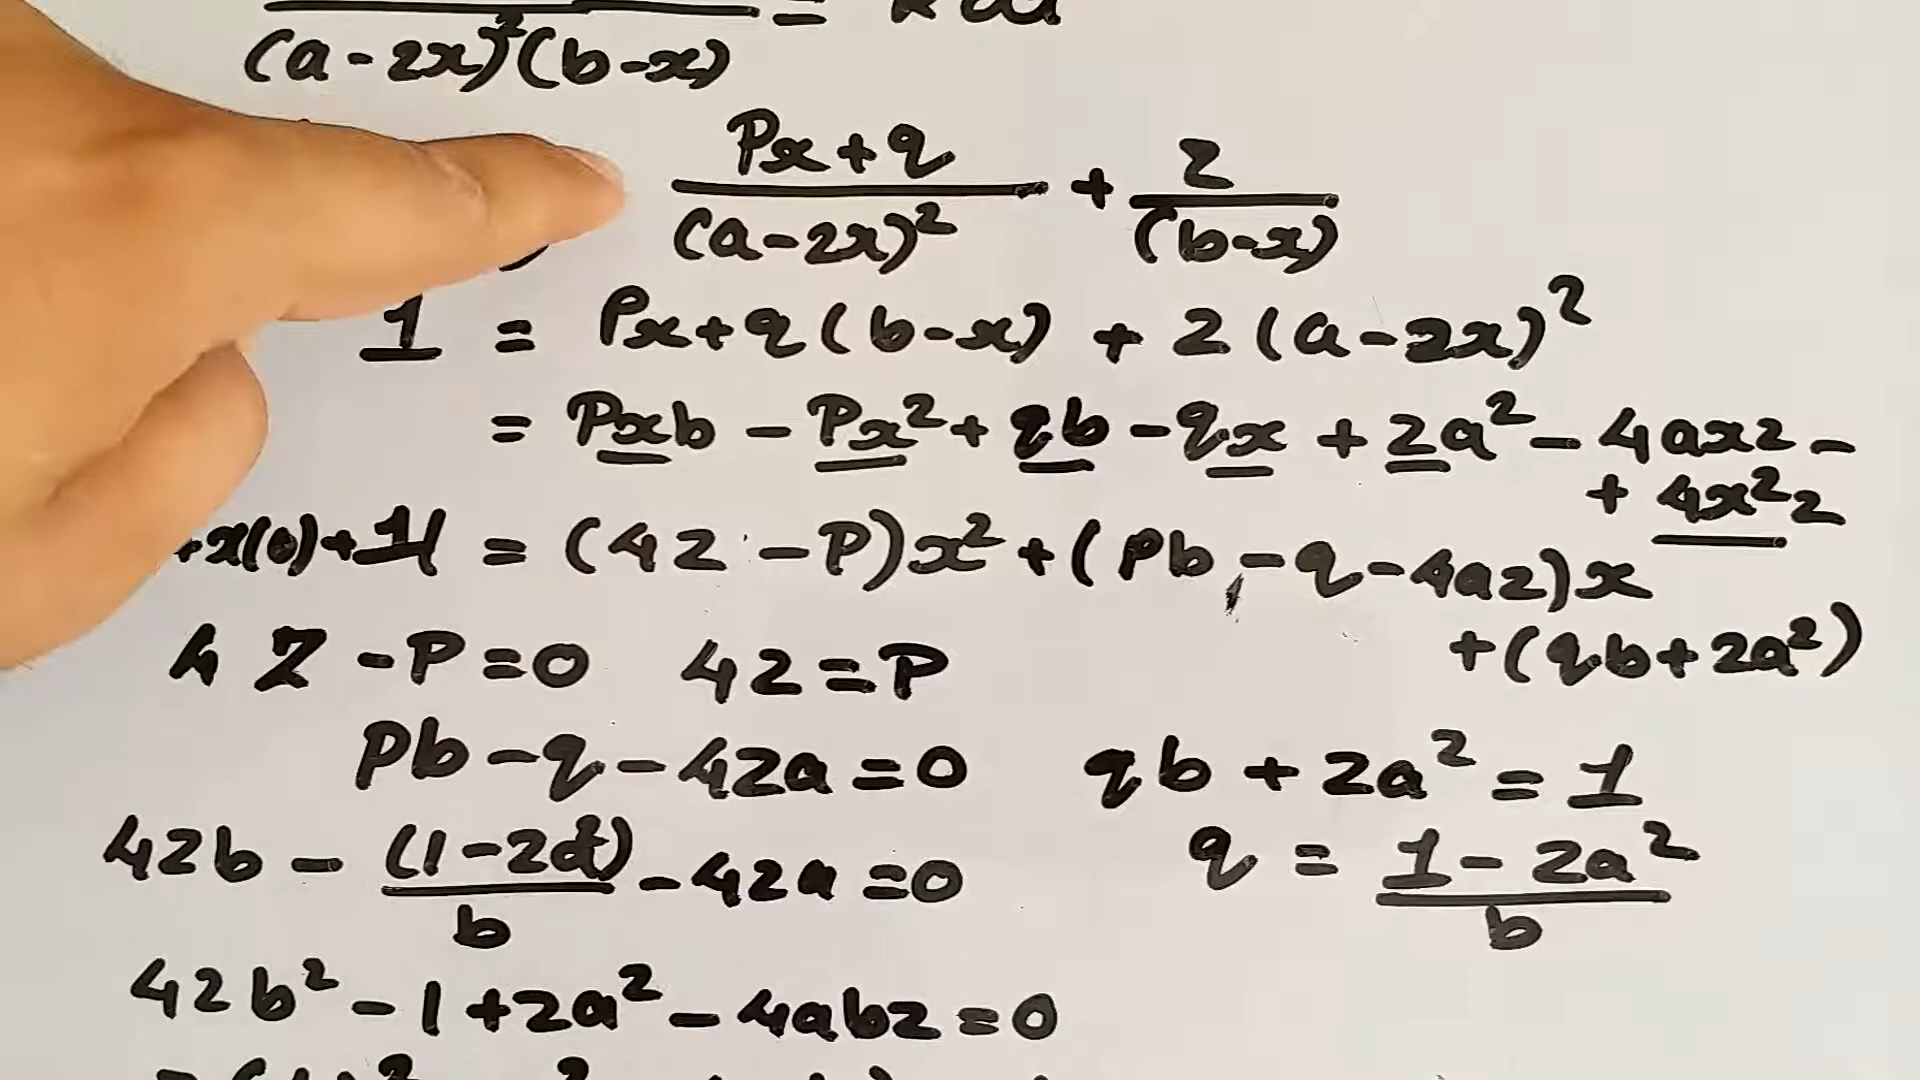 (a-2x)²(b-x) =
Px+q/(a-2x)² + z/(b-x)
1 = Px+q(b-x) + z(a-2x)²
= Pxb - Px² + qb - qx + za² - 4axz -
+ 4x²z
+x(0)+1 = (4z - P)x² + (Pb - q - 4az)x
+(qb+za²)
4z - P = 0 4z = P
Pb - q - 4za = 0 qb + za² = 1
4zb - (1-za²)/b - 4za = 0 q = 1 - za²/b
4zb² - 1 + za² - 4abz = 0